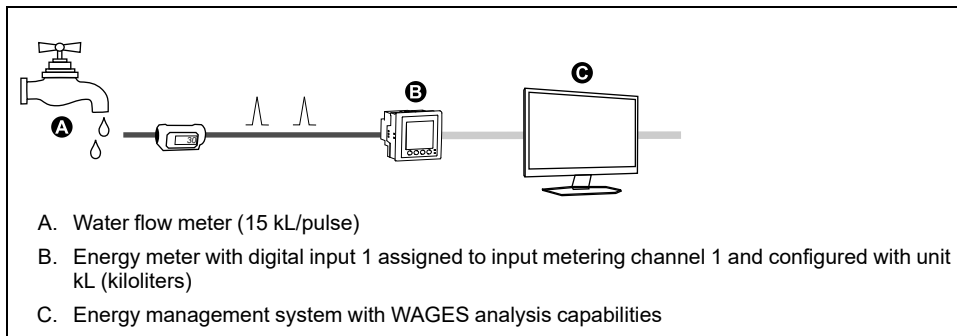 C
B
A
30
A. Water flow meter (15 kL/pulse)
B. Energy meter with digital input 1 assigned to input metering channel 1 and configured with unit
kL (kiloliters)
C. Energy management system with WAGES analysis capabilities